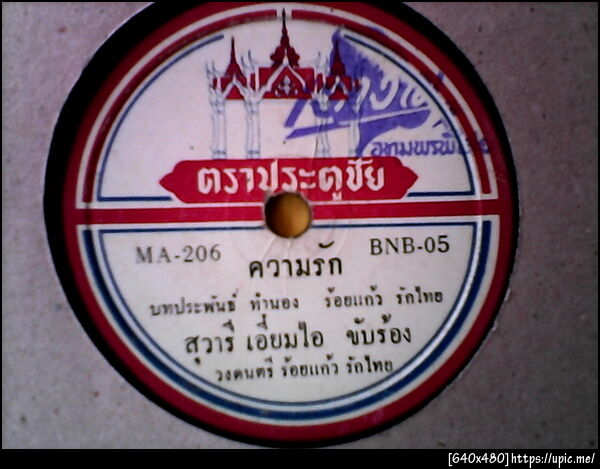 ตราประตูชัย
MA-206
BNB-05
ความรัก
บทประพันธ์ ทำนอง ร้อยแก้ว รักไทย
สุวารี เอี่ยมไอ ขับร้อง
วงดนตรี ร้อยแก้ว รักไทย
[640x480]https://upic.me/